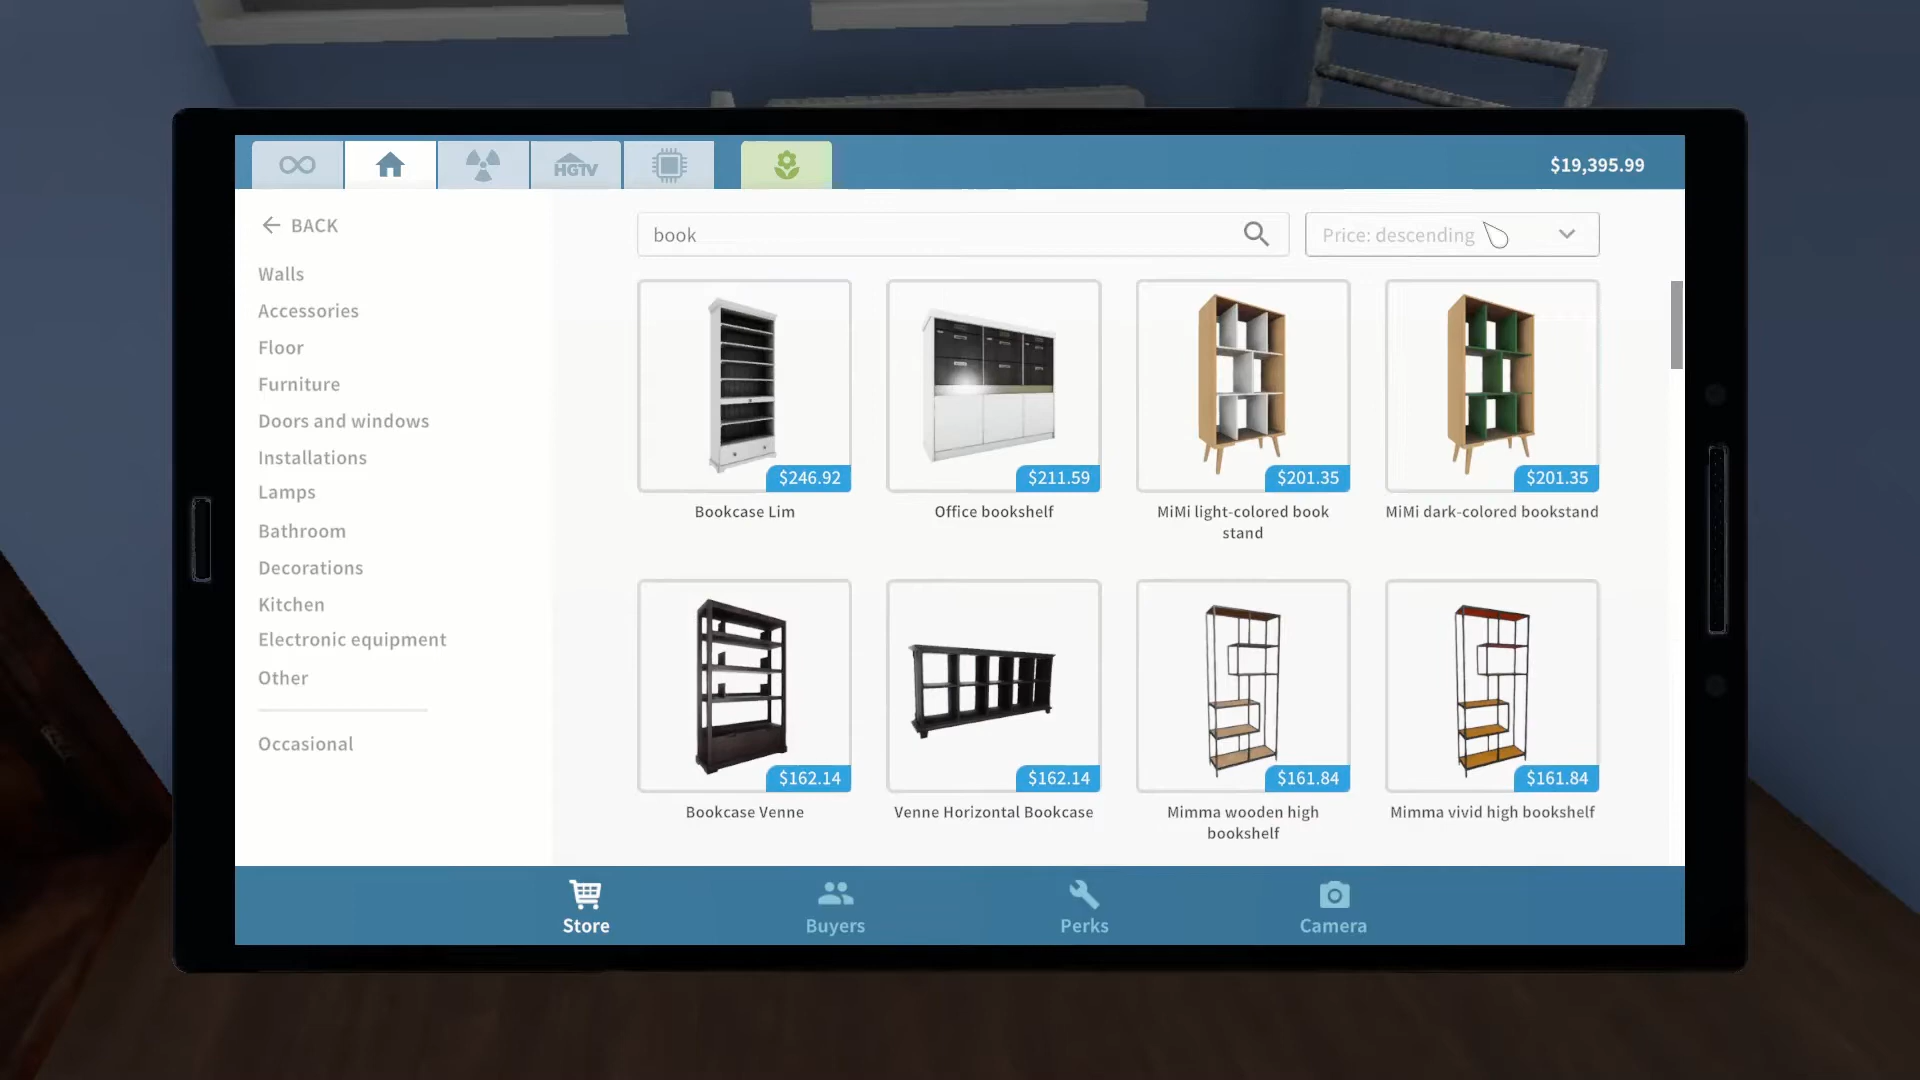 HGTV
$19,395.99
BACK
Walls
Accessories
Floor
Furniture
Doors and windows
Installations
Lamps
Bathroom
Decorations
Kitchen
Electronic equipment
Other
Occasional
book
Price: descending
$246.92
$211.59
$201.35
$201.35
Bookcase Lim
Office bookshelf
MiMi light-colored book
stand
MiMi dark-colored bookstand
$162.14
$162.14
$161.84
$161.84
Bookcase Venne
Venne Horizontal Bookcase
Mimma wooden high
bookshelf
Mimma vivid high bookshelf
Store
Buyers
Perks
Camera